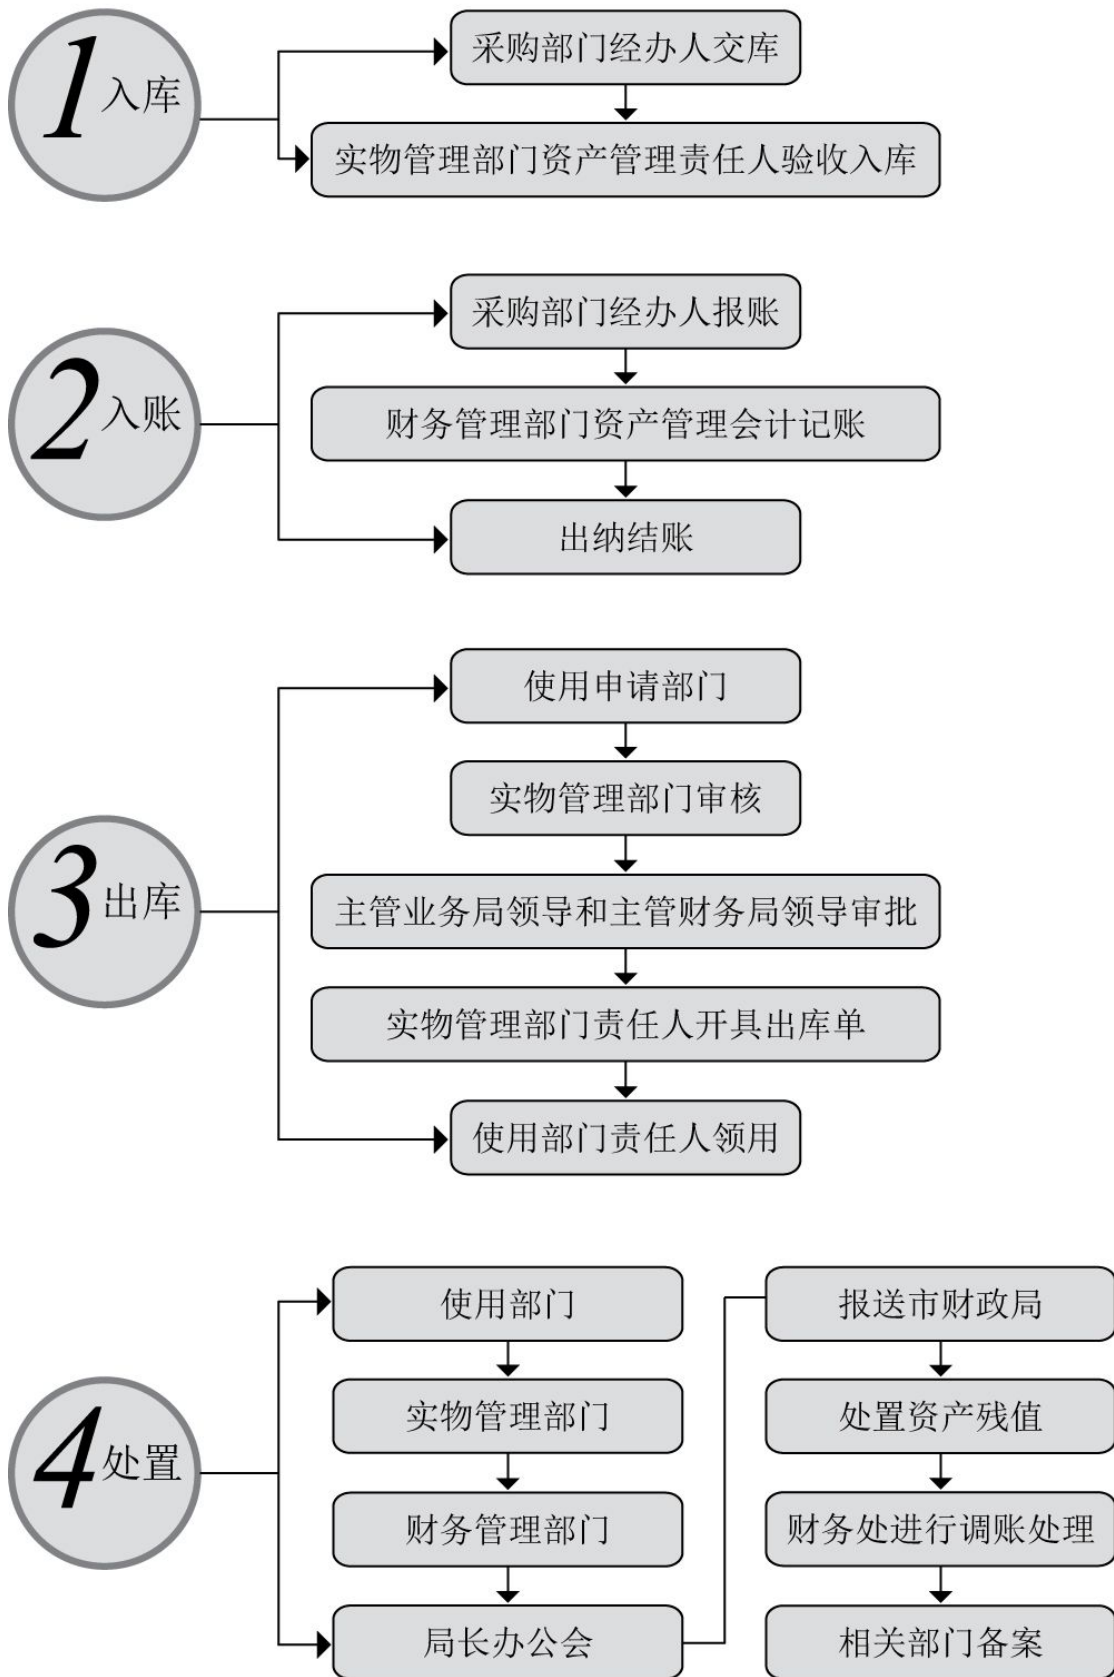 1 入库
采购部门经办人交库
实物管理部门资产管理责任人验收入库
2 入账
采购部门经办人报账
财务管理部门资产管理会计记账
出纳结账
3 出库
使用申请部门
实物管理部门审核
主管业务局领导和主管财务局领导审批
实物管理部门责任人开具出库单
使用部门责任人领用
4 处置
使用部门
实物管理部门
财务管理部门
局长办公会
报送市财政局
处置资产残值
财务处进行调账处理
相关部门备案